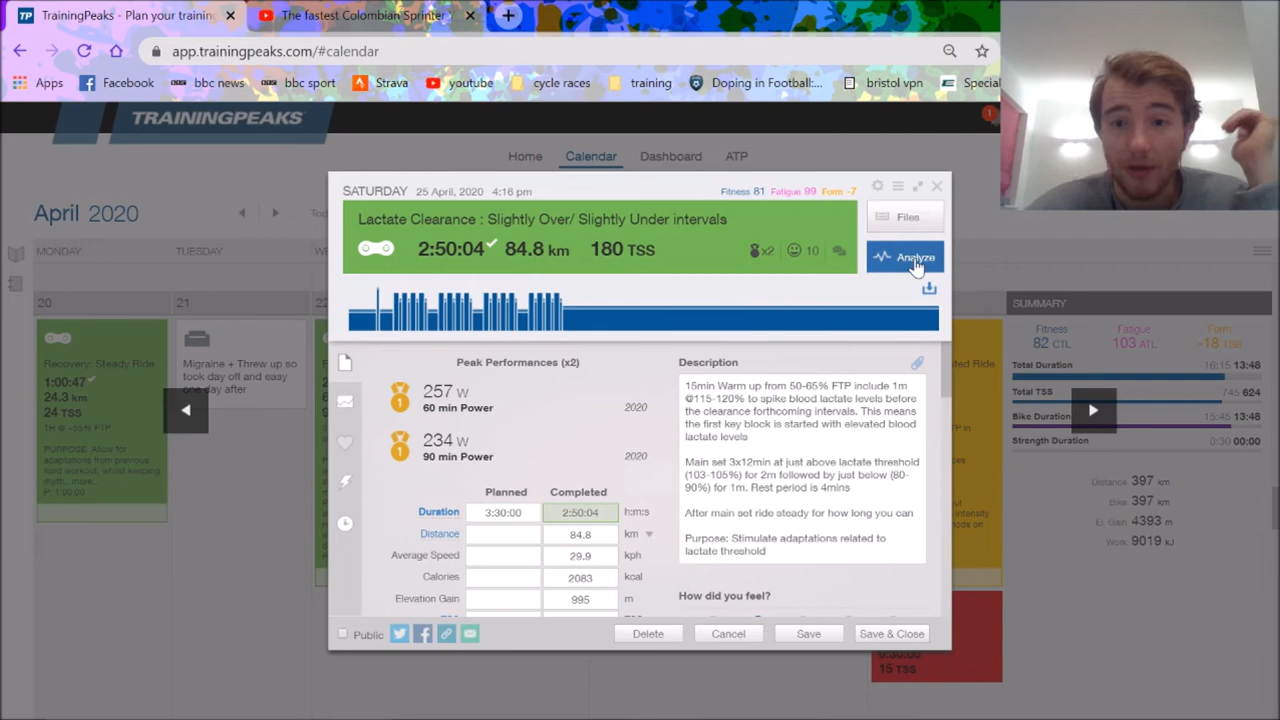 TrainingPeaks - Plan your training
The fastest Colombian Sprinter
app.trainingpeaks.com/#calendar
Apps
Facebook
bbc news
bbc sport
Strava
youtube
cycle races
training
Doping in Football:...
bristol vpn
Special
TRAININGPEAKS
1
Home
Calendar
Dashboard
ATP
April 2020
MONDAY
TUESDAY
20
21
22
Recovery: Steady Ride
1:00:47
24.3 km
24 TSS
1H @ <55% FTP
PURPOSE: Allow for
adaptations from previous
hard workout, whilst keeping
P: 1:00:00
Migraine + Threw up so
took day off and easy
one day after
SATURDAY 25 April, 2020 4:16 pm
Fitness 81 Fatigue 99 Form -7
Lactate Clearance : Slightly Over/ Slightly Under intervals
2:50:04 84.8 km 180 TSS
x2
10
Files
Analyze
Peak Performances (x2)
257 W
60 min Power
2020
234 W
90 min Power
2020
Planned Completed
Duration 3:30:00 2:50:04 h:m:s
Distance 84.8 km
Average Speed 29.9 kph
Calories 2083 kcal
Elevation Gain 995 m
Description
15min Warm up from 50-65% FTP include 1m
@115-120% to spike blood lactate levels before
the clearance forthcoming intervals. This means
the first key block is started with elevated blood
lactate levels
Main set 3x12min at just above lactate threshold
(103-105%) for 2m followed by just below (80-
90%) for 1m. Rest period is 4mins
After main set ride steady for how long you can
Purpose: Stimulate adaptations related to
lactate threshold
How did you feel?
Public
Delete
Cancel
Save
Save & Close
SUMMARY
Fitness Fatigue Form
82 CTL 103 ATL -18 TSB
Total Duration 16:15 13:48
Total TSS 745 624
Bike Duration 15:45 13:48
Strength Duration 0:30 00:00
Distance 397 km
Bike 397 km
El. Gain 4393 m
Work 9019 kJ
15 TSS